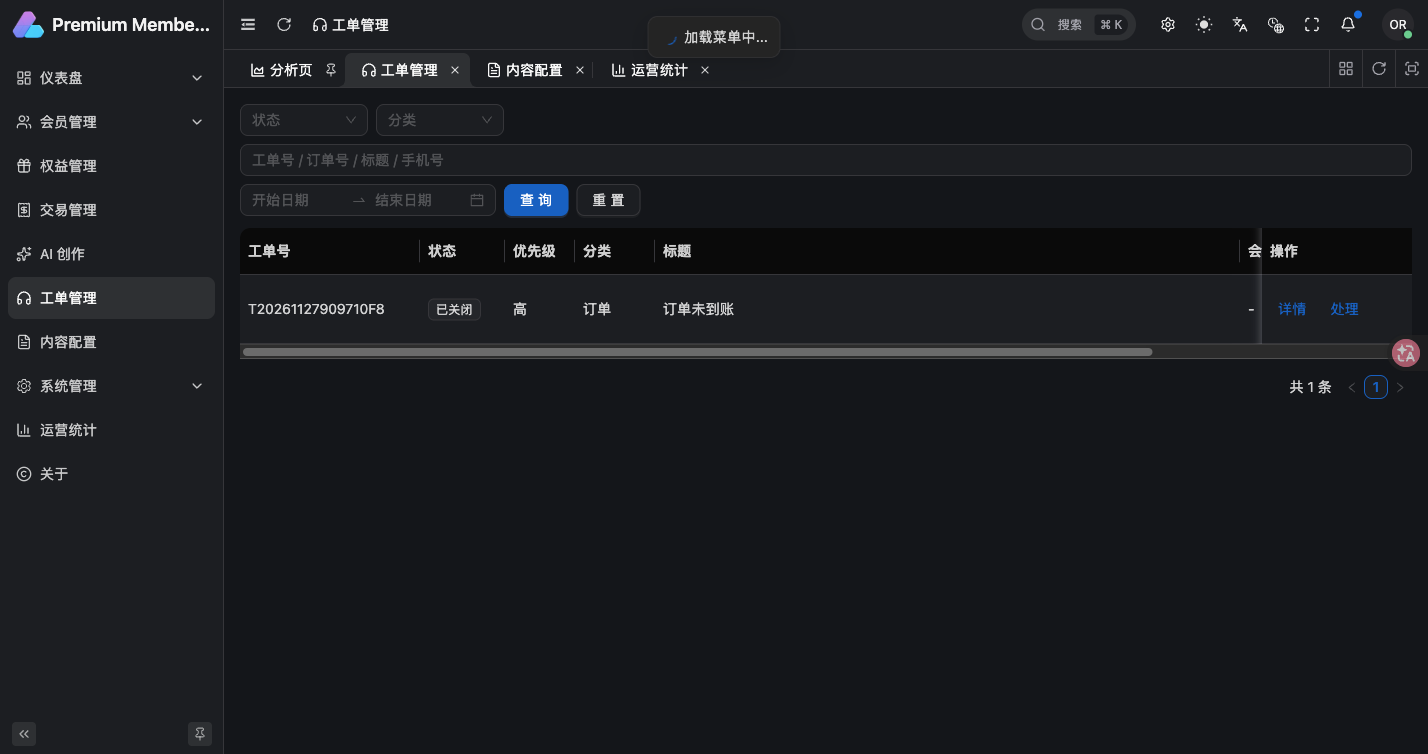 Premium Membe...
工单管理
加载菜单中...
搜索 ⌘ K
OR
仪表盘
会员管理
权益管理
交易管理
AI 创作
工单管理
内容配置
系统管理
运营统计
关于
分析页 工单管理 × 内容配置 × 运营统计 ×
状态 分类
工单号 / 订单号 / 标题 / 手机号
开始日期 → 结束日期 查 询 重 置
工单号 状态 优先级 分类 标题 会 操作
T20261127909710F8 已关闭 高 订单 订单未到账 - 详情 处理
共 1 条 < 1 >